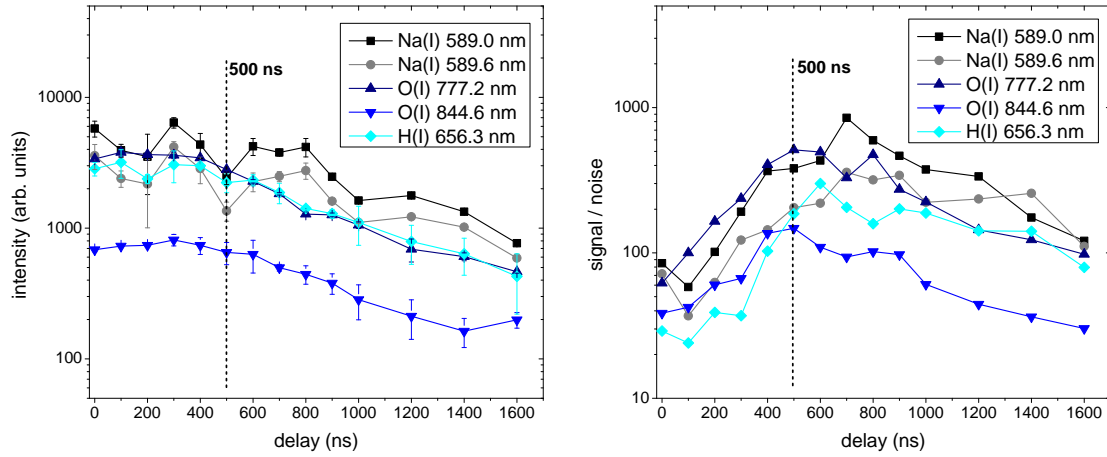 Na(I) 589.0 nm
Na(I) 589.6 nm
O(I) 777.2 nm
O(I) 844.6 nm
H(I) 656.3 nm
500 ns
10000
1000
100
intensity (arb. units)
0 200 400 600 800 1000 1200 1400 1600
delay (ns)
Na(I) 589.0 nm
Na(I) 589.6 nm
O(I) 777.2 nm
O(I) 844.6 nm
H(I) 656.3 nm
500 ns
1000
100
10
signal / noise
0 200 400 600 800 1000 1200 1400 1600
delay (ns)